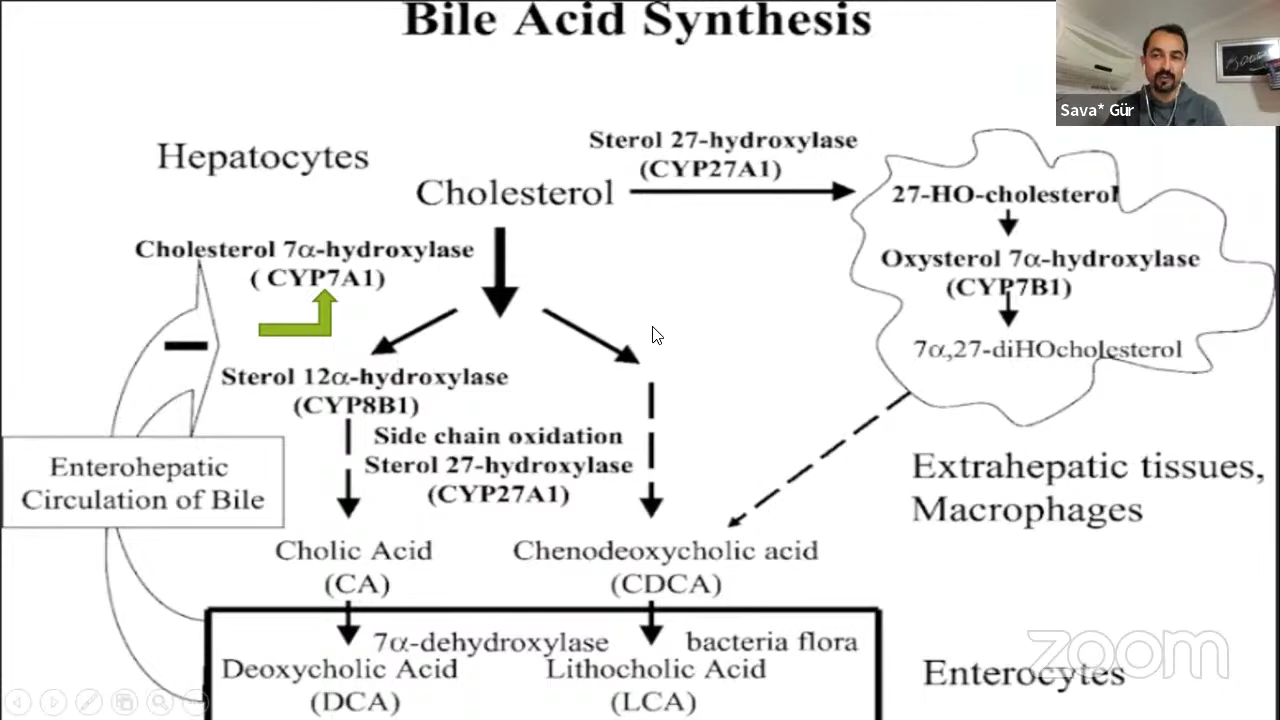 Bile Acid Synthesis
Sava* Gür
Hepatocytes
Sterol 27-hydroxylase
(CYP27A1)
Cholesterol
27-HO-cholesterol
Cholesterol 7α-hydroxylase
( CYP7A1)
Oxysterol 7α-hydroxylase
(CYP7B1)
7α,27-diHOcholesterol
Sterol 12α-hydroxylase
(CYP8B1)
Side chain oxidation
Sterol 27-hydroxylase
(CYP27A1)
Enterohepatic
Circulation of Bile
Extrahepatic tissues,
Macrophages
Cholic Acid
(CA)
Chenodeoxycholic acid
(CDCA)
7α-dehydroxylase
bacteria flora
Deoxycholic Acid
(DCA)
Lithocholic Acid
(LCA)
Enterocytes
zoom